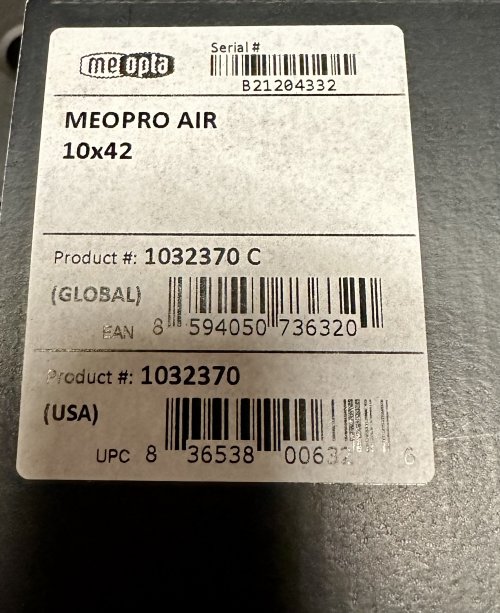 meopta
Serial #
B21204332
MEOPRO AIR
10x42
Product #: 1032370 C
(GLOBAL)
EAN 8 594050 736320
Product #: 1032370
(USA)
UPC 8 36538 00632 6